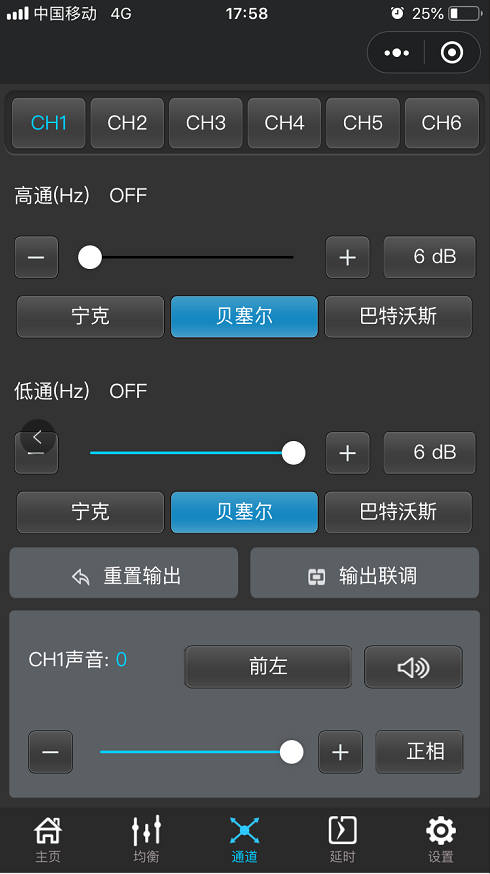 中国移动 4G 17:58 25%
CH1 CH2 CH3 CH4 CH5 CH6
高通(Hz) OFF
6 dB
宁克 贝塞尔 巴特沃斯
低通(Hz) OFF
6 dB
宁克 贝塞尔 巴特沃斯
重置输出 输出联调
CH1声音: 0 前左
正相
主页 均衡 通道 延时 设置